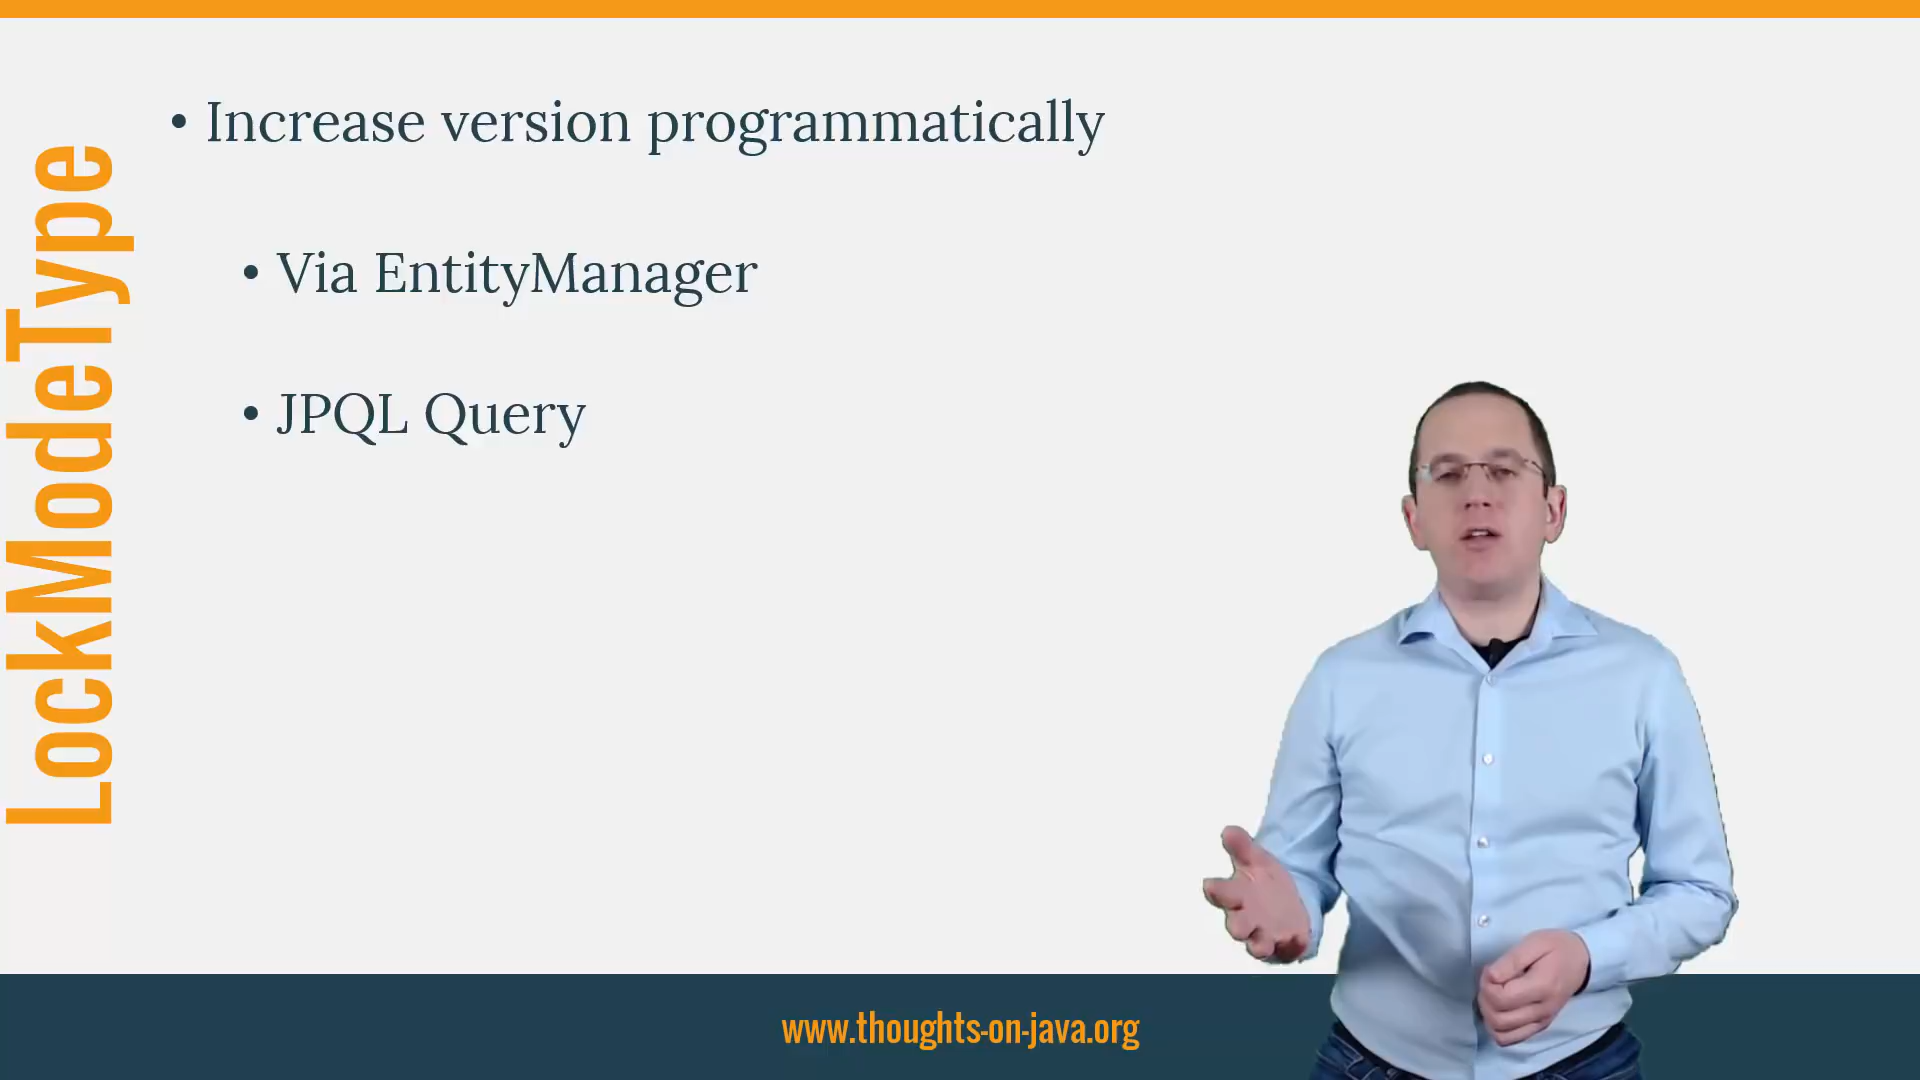 LockModeType
• Increase version programmatically
• Via EntityManager
• JPQL Query
www.thoughts-on-java.org